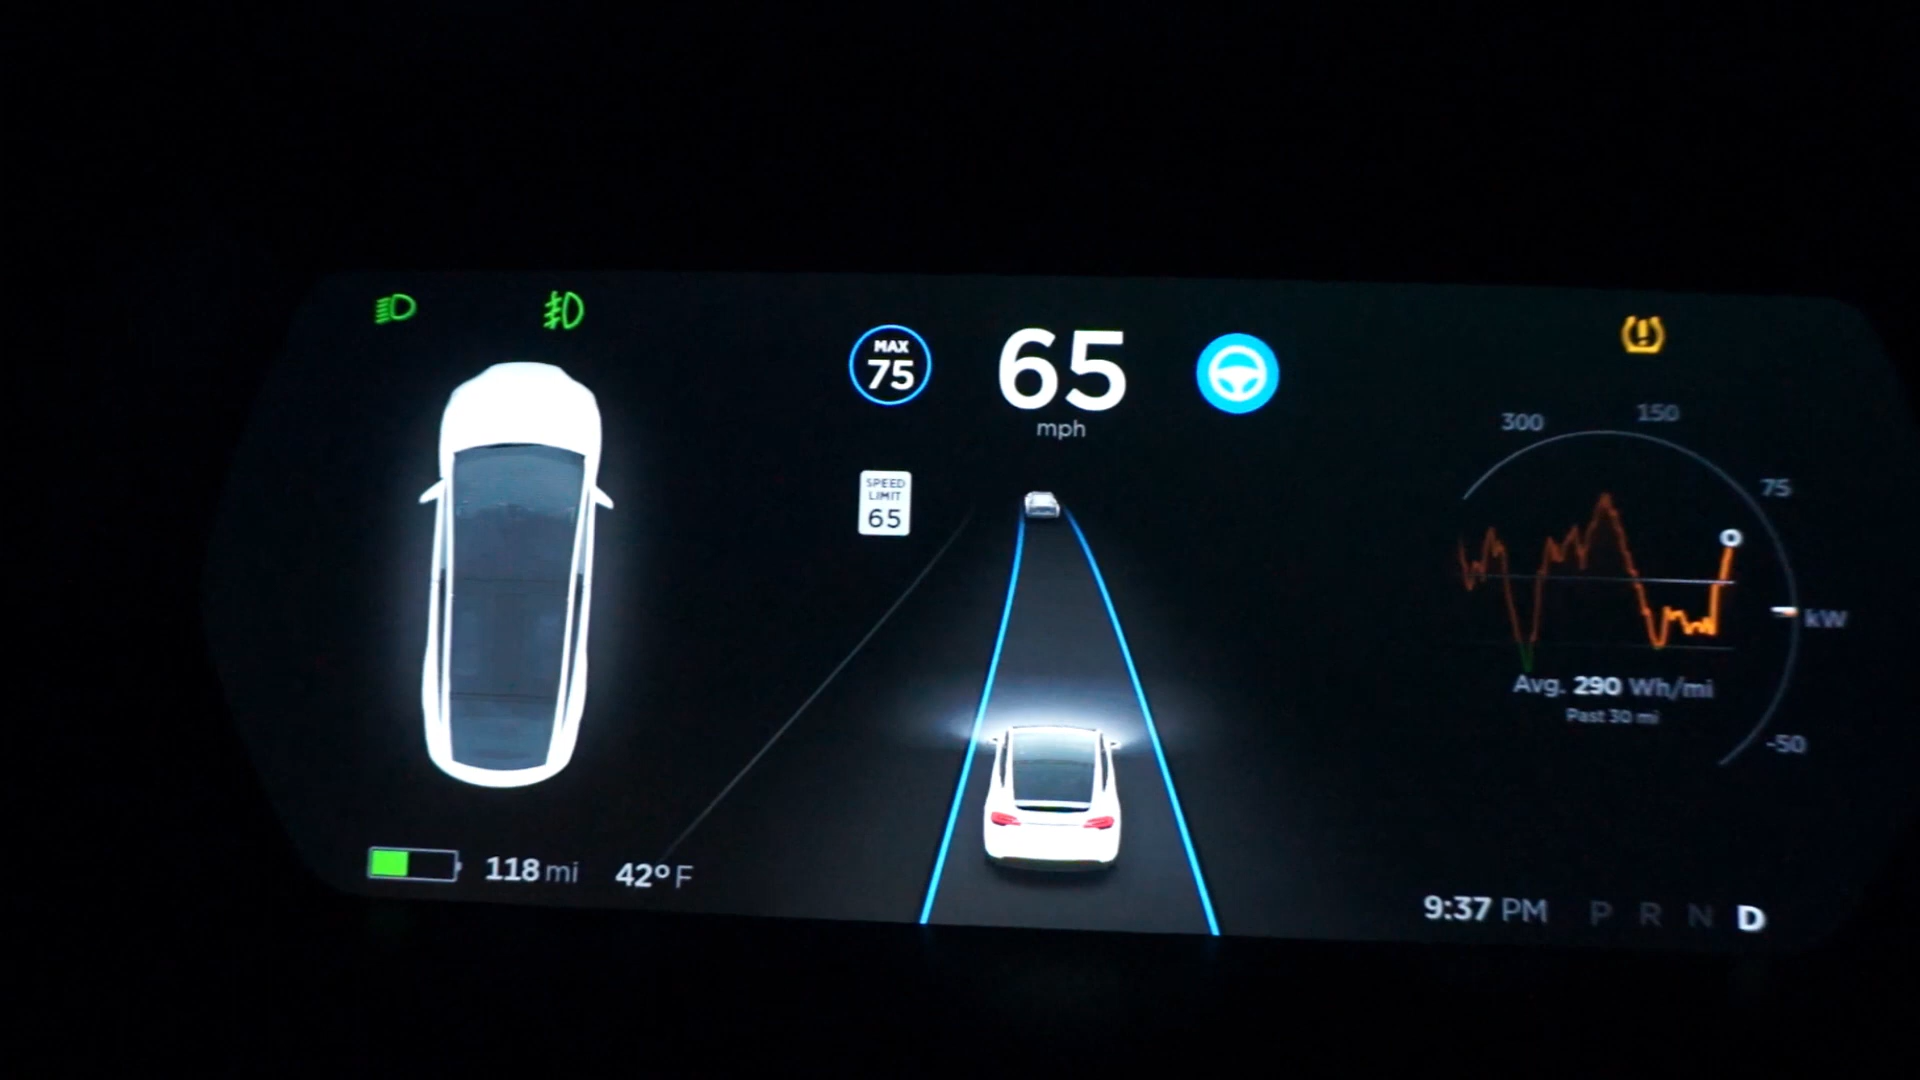 MAX
75
65
mph
SPEED
LIMIT
65
300
150
75
kW
-50
Avg. 290 Wh/mi
Past 30 mi
118 mi
42° F
9:37 PM
P R N D